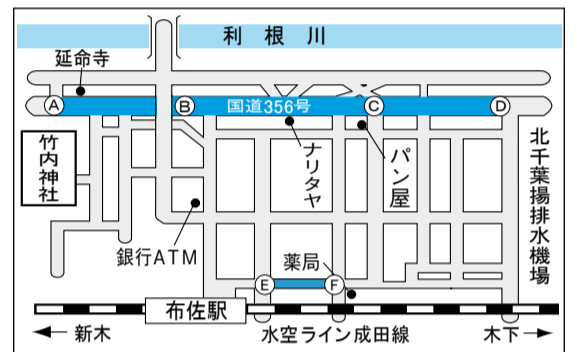 利根川
延命寺
A
B
国道356号
C
D
竹内神社
ナリタヤ
パン屋
北千葉揚排水機場
銀行ATM
薬局
E
F
布佐駅
新木
水空ライン成田線
木下